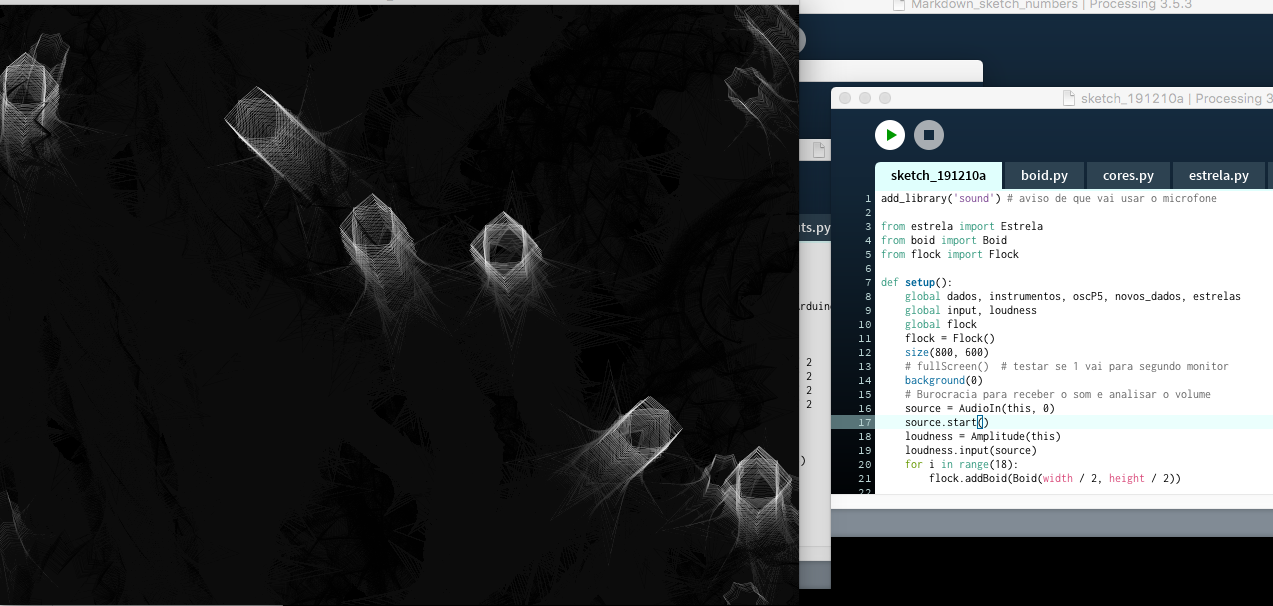 Markdown_sketch_numbers | Processing 3.5.3
sketch_191210a | Processing 3
sketch_191210a boid.py cores.py estrela.py
1 add_library('sound') # aviso de que vai usar o microfone
2
3 from estrela import Estrela
4 from boid import Boid
5 from flock import Flock
6
7 def setup():
8 global dados, instrumentos, oscP5, novos_dados, estrelas
9 global input, loudness
10 global flock
11 flock = Flock()
12 size(800, 600)
13 # fullScreen() # testar se 1 vai para segundo monitor
14 background(0)
15 # Burocracia para receber o som e analisar o volume
16 source = AudioIn(this, 0)
17 source.start()
18 loudness = Amplitude(this)
19 loudness.input(source)
20 for i in range(18):
21 flock.addBoid(Boid(width / 2, height / 2))
22
uts.py
Arduin
2
2
2
2
)